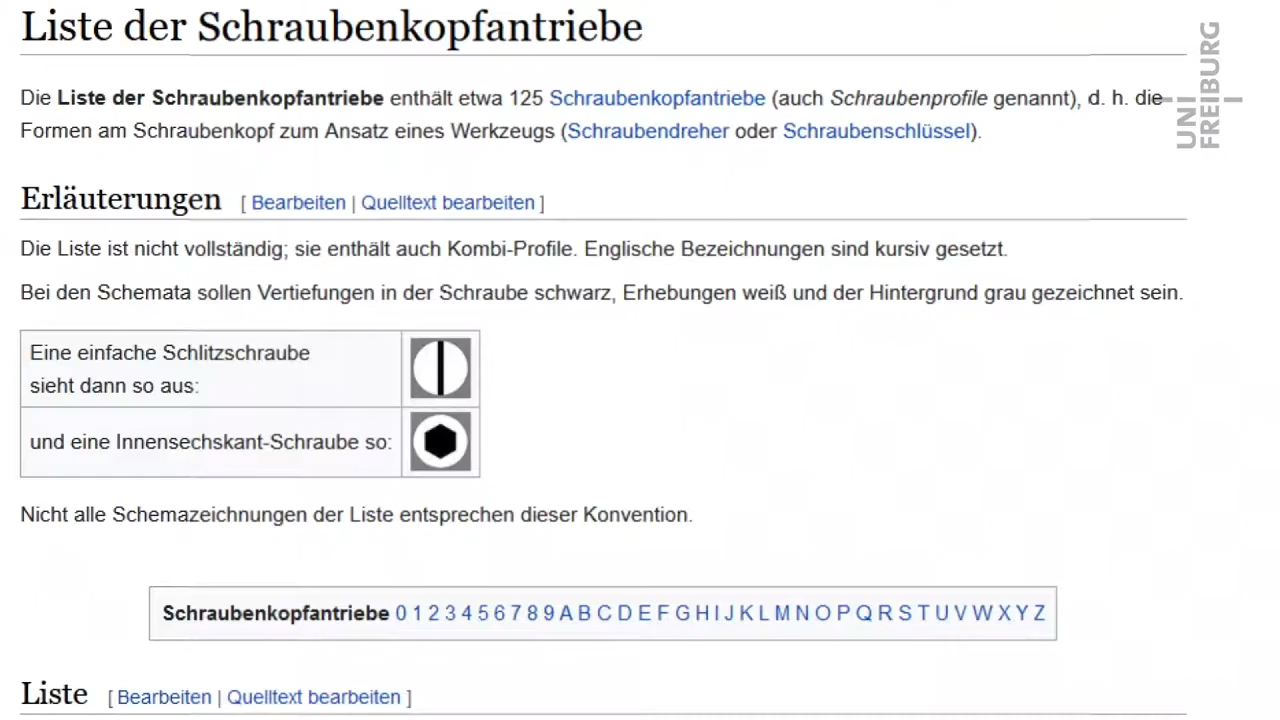 Liste der Schraubenkopfantriebe
Die Liste der Schraubenkopfantriebe enthält etwa 125 Schraubenkopfantriebe (auch Schraubenprofile genannt), d. h. die
Formen am Schraubenkopf zum Ansatz eines Werkzeugs (Schraubendreher oder Schraubenschlüssel).
UNI
FREIBURG
Erläuterungen [ Bearbeiten | Quelltext bearbeiten ]
Die Liste ist nicht vollständig; sie enthält auch Kombi-Profile. Englische Bezeichnungen sind kursiv gesetzt.
Bei den Schemata sollen Vertiefungen in der Schraube schwarz, Erhebungen weiß und der Hintergrund grau gezeichnet sein.
Eine einfache Schlitzschraube
sieht dann so aus:
und eine Innensechskant-Schraube so:
Nicht alle Schemazeichnungen der Liste entsprechen dieser Konvention.
Schraubenkopfantriebe 0 1 2 3 4 5 6 7 8 9 A B C D E F G H I J K L M N O P Q R S T U V W X Y Z
Liste [ Bearbeiten | Quelltext bearbeiten ]